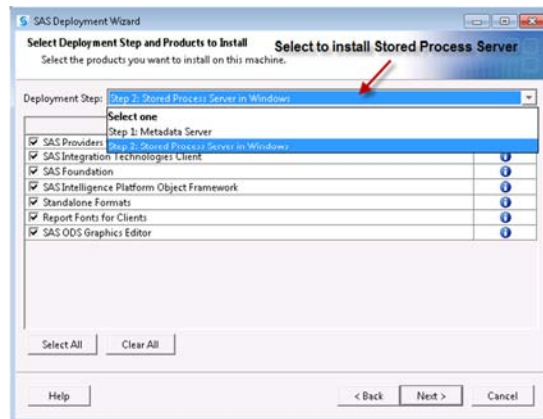 SAS Deployment Wizard
Select Deployment Step and Products to Install
Select the products you want to install on this machine.
Select to install Stored Process Server
Deployment Step: Step 2: Stored Process Server in Windows
Select one
Step 1: Metadata Server
Step 2: Stored Process Server in Windows
SAS Providers
SAS Integration Technologies Client
SAS Foundation
SAS Intelligence Platform Object Framework
Standalone Formats
Report Fonts for Clients
SAS ODS Graphics Editor
Select All Clear All
Help < Back Next > Cancel